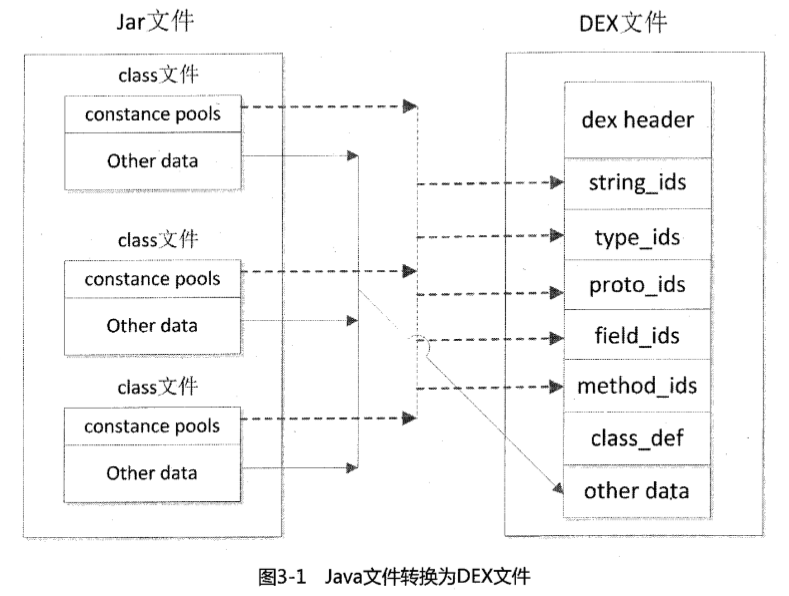 Jar文件
class文件
constance pools
Other data
class文件
constance pools
Other data
class文件
constance pools
Other data
DEX文件
dex header
string_ids
type_ids
proto_ids
field_ids
method_ids
class_def
other data
图3-1 Java文件转换为DEX文件